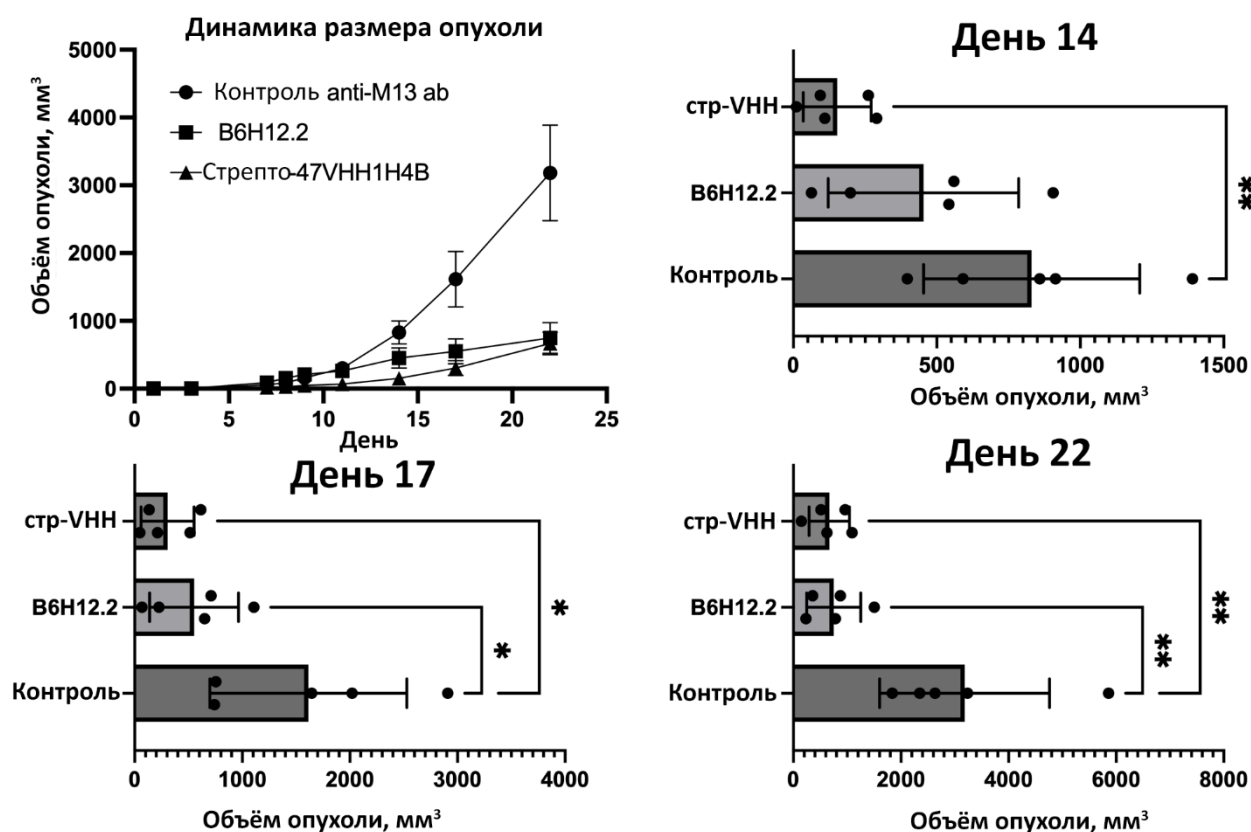 Динамика размера опухоли
5000
4000
3000
2000
1000
0
Объём опухоли, мм³
Контроль anti-M13 ab
B6H12.2
Стрепто-47VHH1H4B
0 5 10 15 20 25
День
День 14
стр-VHH
B6H12.2
Контроль
**
0 500 1000 1500
Объём опухоли, мм³
День 17
стр-VHH
B6H12.2
Контроль
*
*
0 1000 2000 3000 4000
Объём опухоли, мм³
День 22
стр-VHH
B6H12.2
Контроль
**
**
0 2000 4000 6000 8000
Объём опухоли, мм³